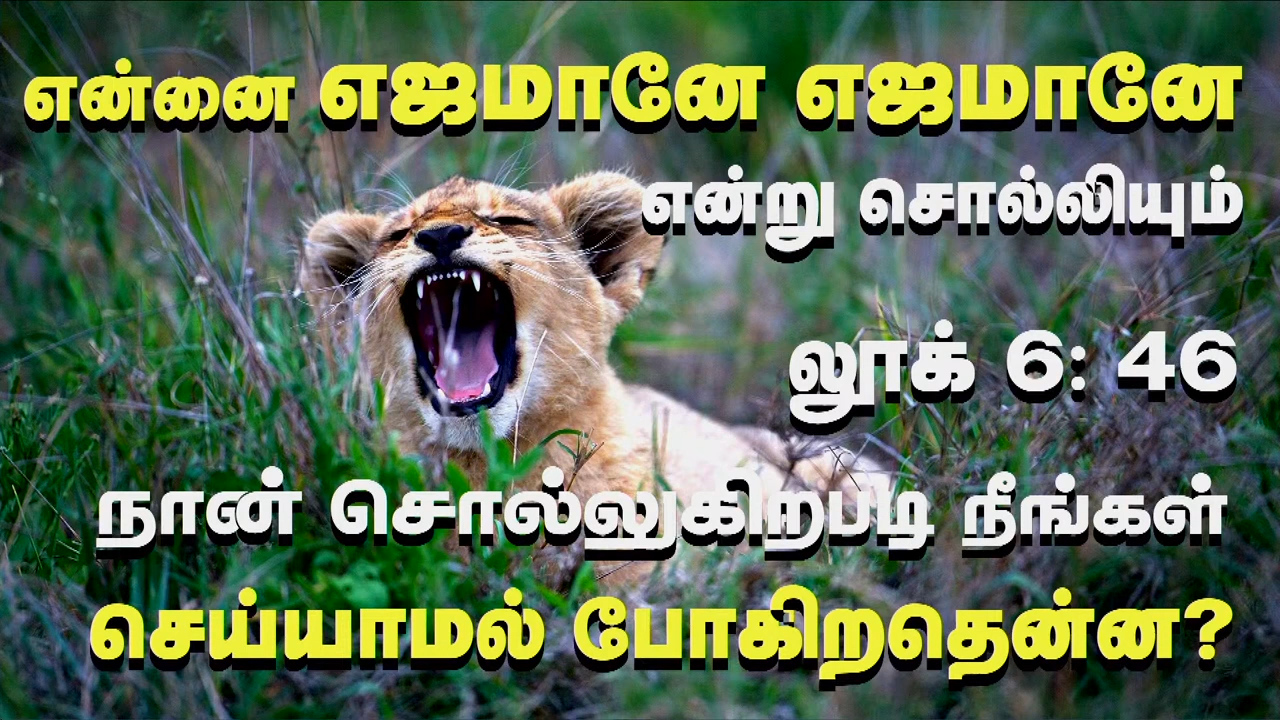 என்னை எஜமானே எஜமானே
என்று சொல்லியும்
லூக் 6: 46
நான் சொல்லுகிறபடி நீங்கள்
செய்யாமல் போகிறதென்ன?